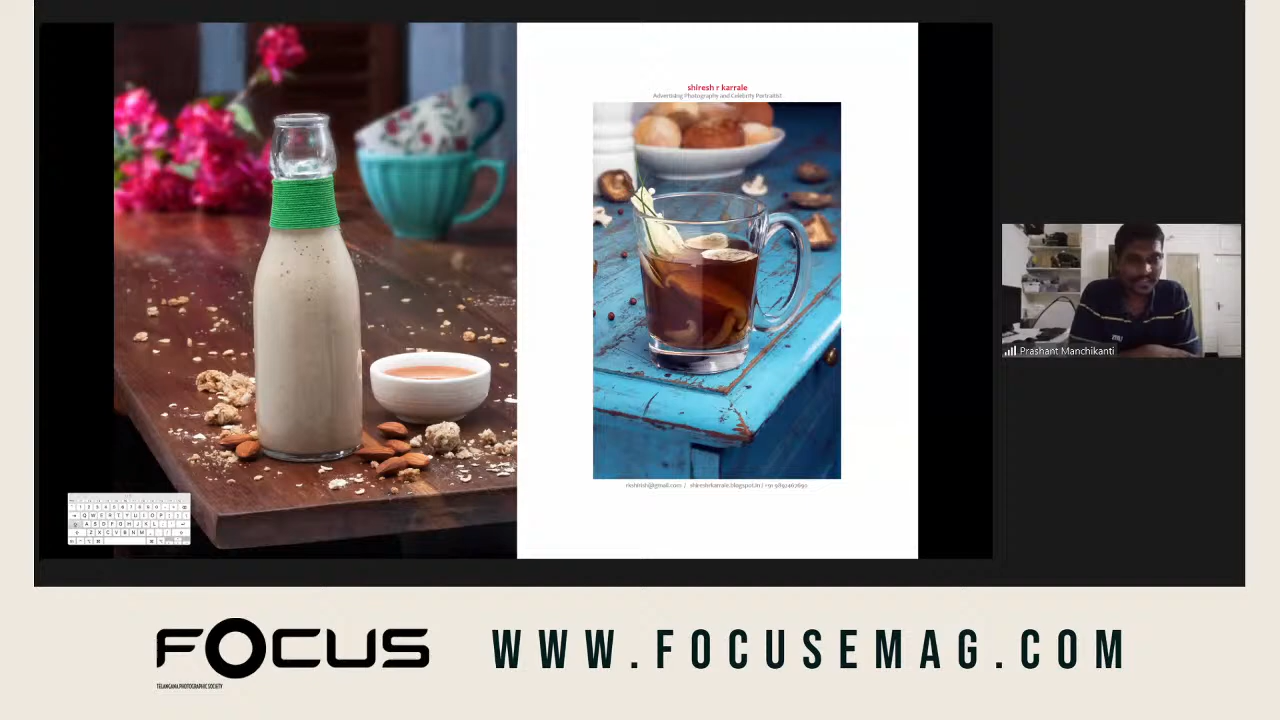 shiresh r karrale
Advertising Photography and Celebrity Portraitist
Prashant Manchikanti
FOCUS
TELANGANA PHOTOGRAPHIC SOCIETY
WWW.FOCUSEMAG.COM